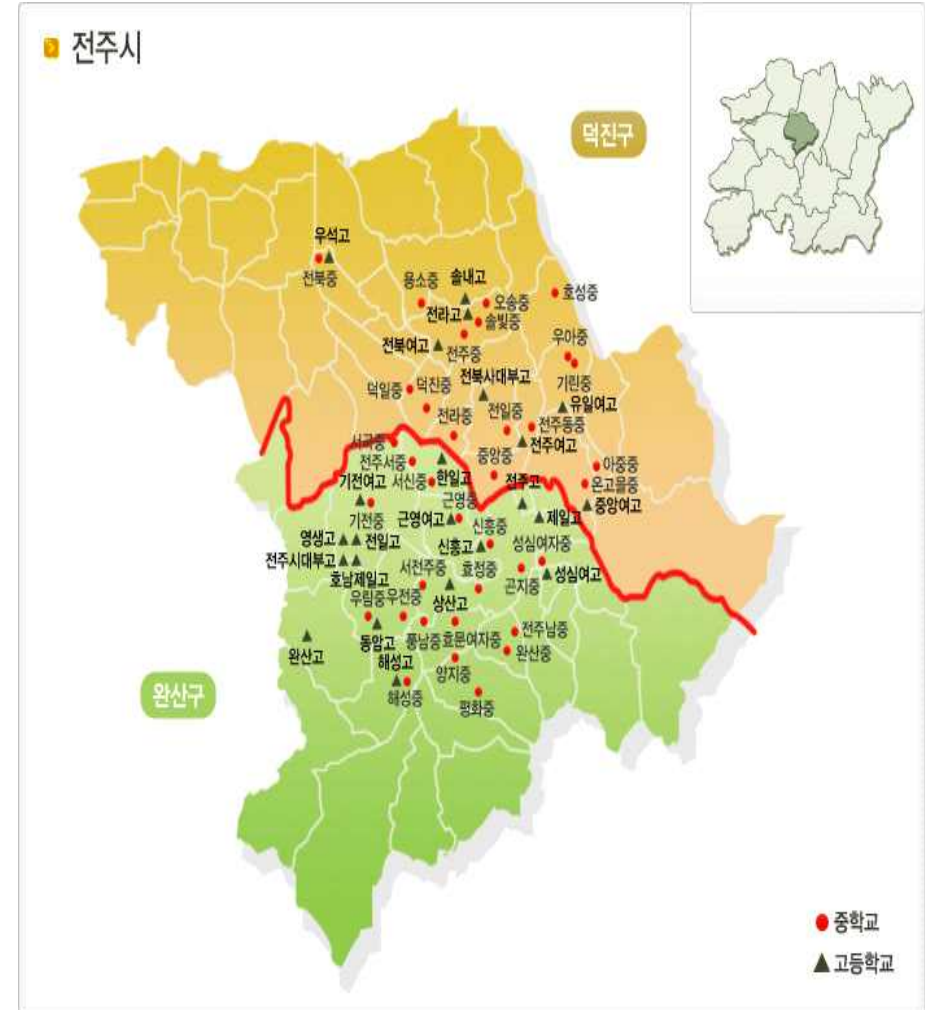 전주시
덕진구
우석고
전북중
용소중
솔내고
오송중
호성중
전라고
솔빛중
전북여고
전주중
우아중
기린중
전북사대부고
덕일중
덕진중
유일여고
전라중
전일중
전주동중
전주여고
서곡중
전주서중
중앙중
아중중
서신중
한일고
전주고
온고을중
기전여고
중앙여고
기전중
근영중
근영여고
신흥중
제일고
영생고
전일고
신흥고
성심여자중
전주시대부고
서전주중
효정중
곤지중
성심여고
호남제일고
우림중
우전중
상산고
완산고
동암고
풍남중
효문여자중
전주남중
완산중
해성고
양지중
해성중
평화중
완산구
중학교
고등학교